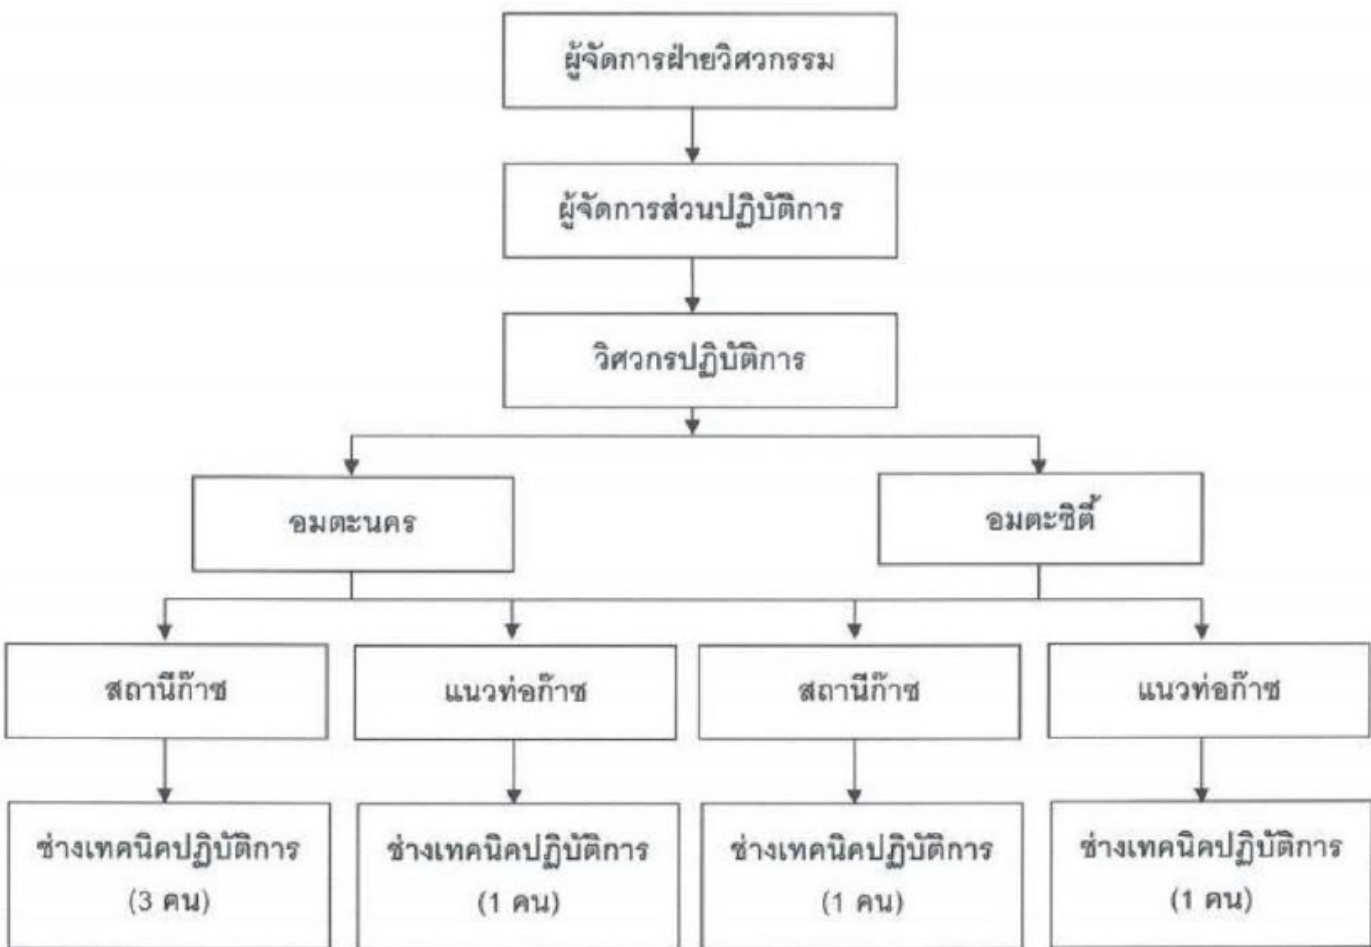 ผู้จัดการฝ่ายวิศวกรรม
ผู้จัดการส่วนปฏิบัติการ
วิศวกรปฏิบัติการ
อมตะนคร
อมตะซิตี้
สถานีก๊าซ
แนวท่อก๊าซ
สถานีก๊าซ
แนวท่อก๊าซ
ช่างเทคนิคปฏิบัติการ
(3 คน)
ช่างเทคนิคปฏิบัติการ
(1 คน)
ช่างเทคนิคปฏิบัติการ
(1 คน)
ช่างเทคนิคปฏิบัติการ
(1 คน)